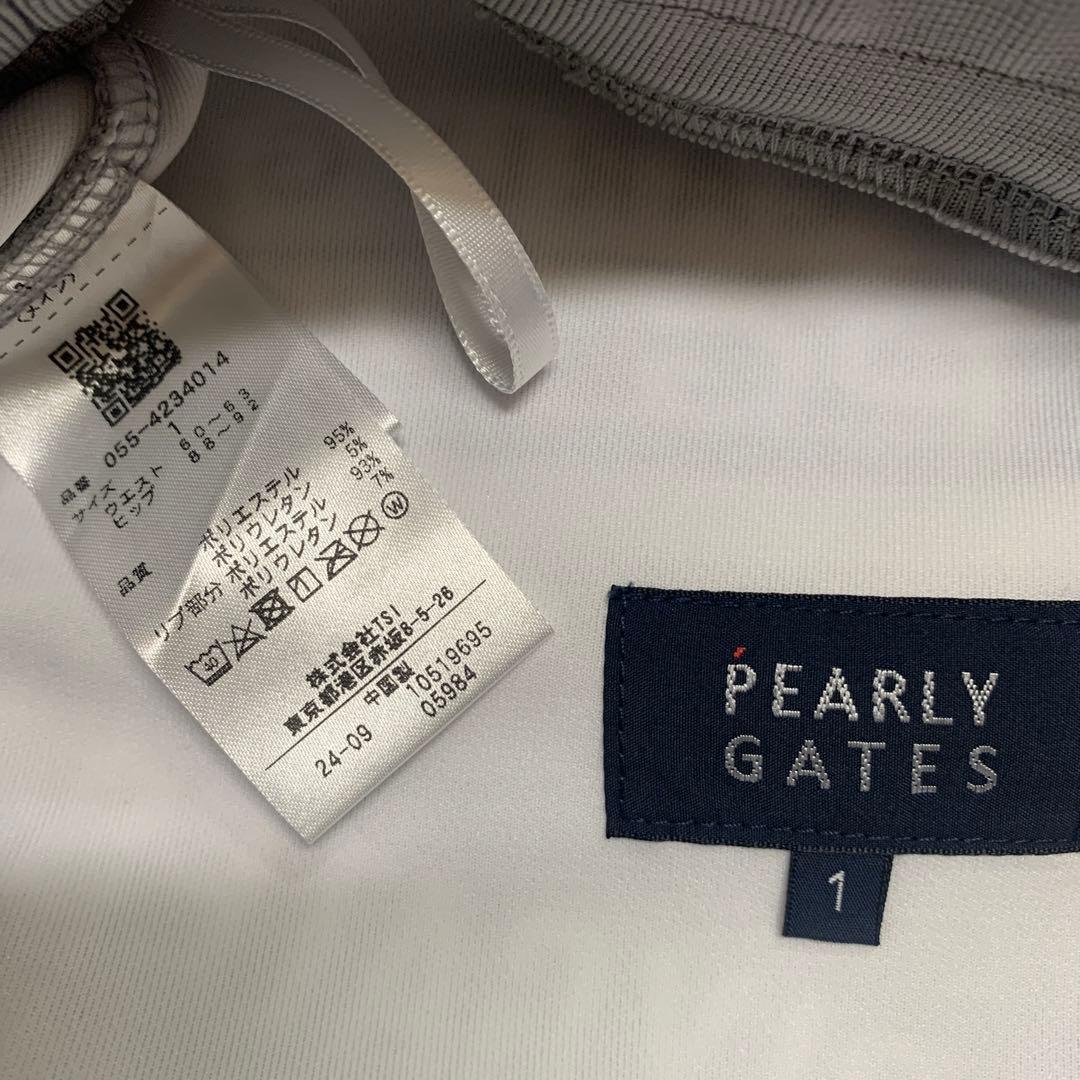 (メイン)
品番 055-4234014
サイズ 1
ウエスト 60～63
ヒップ 88～92
品質 ポリエステル 95%
ポリウレタン 5%
リブ部分 ポリエステル 93%
ポリウレタン 7%
40 W
株式会社TSI
東京都港区赤坂8-5-26
中国製 10519695
24-09 05984
PEARLY
GATES
1